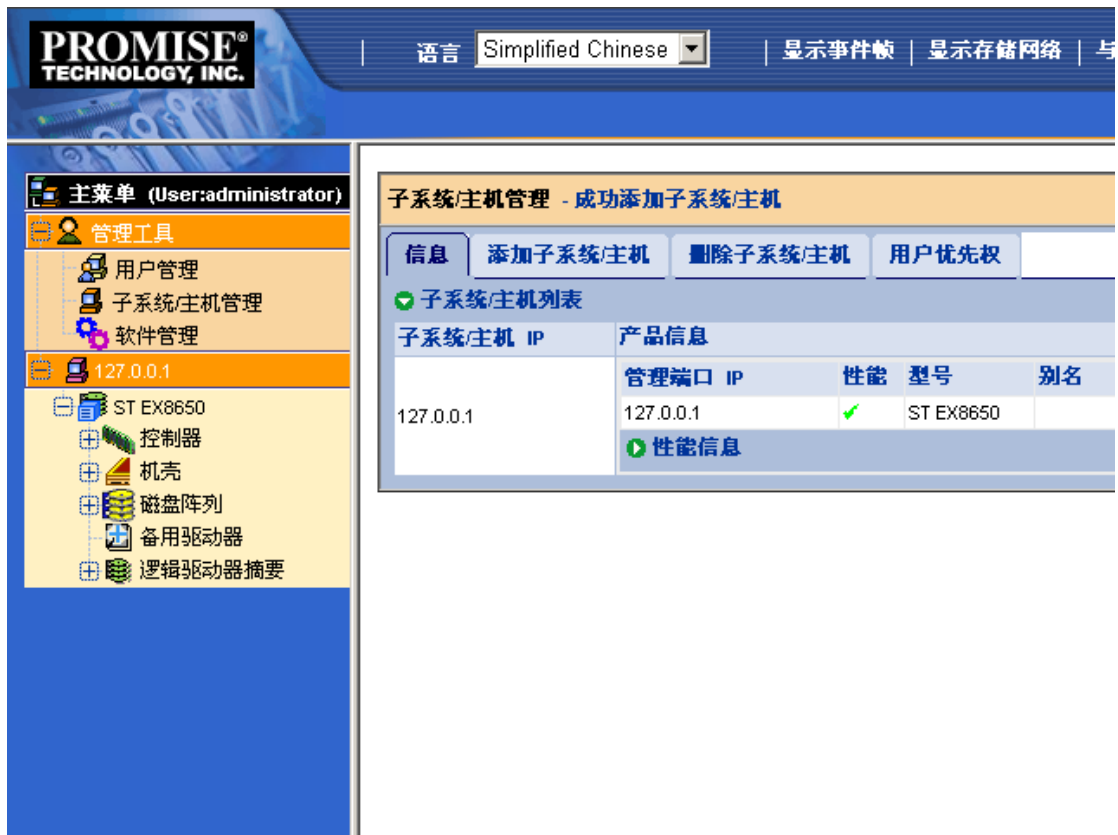 PROMISE®
TECHNOLOGY, INC.
| 语言 Simplified Chinese | 显示事件帧 | 显示存储网络 |
主菜单 (User:administrator)
管理工具
用户管理
子系统/主机管理
软件管理
127.0.0.1
ST EX8650
控制器
机壳
磁盘阵列
备用驱动器
逻辑驱动器摘要
子系统/主机管理 - 成功添加子系统/主机
信息 添加子系统/主机 删除子系统/主机 用户优先权
子系统/主机列表
子系统/主机 IP 产品信息
管理端口 IP 性能 型号 别名
127.0.0.1 127.0.0.1 ST EX8650
性能信息